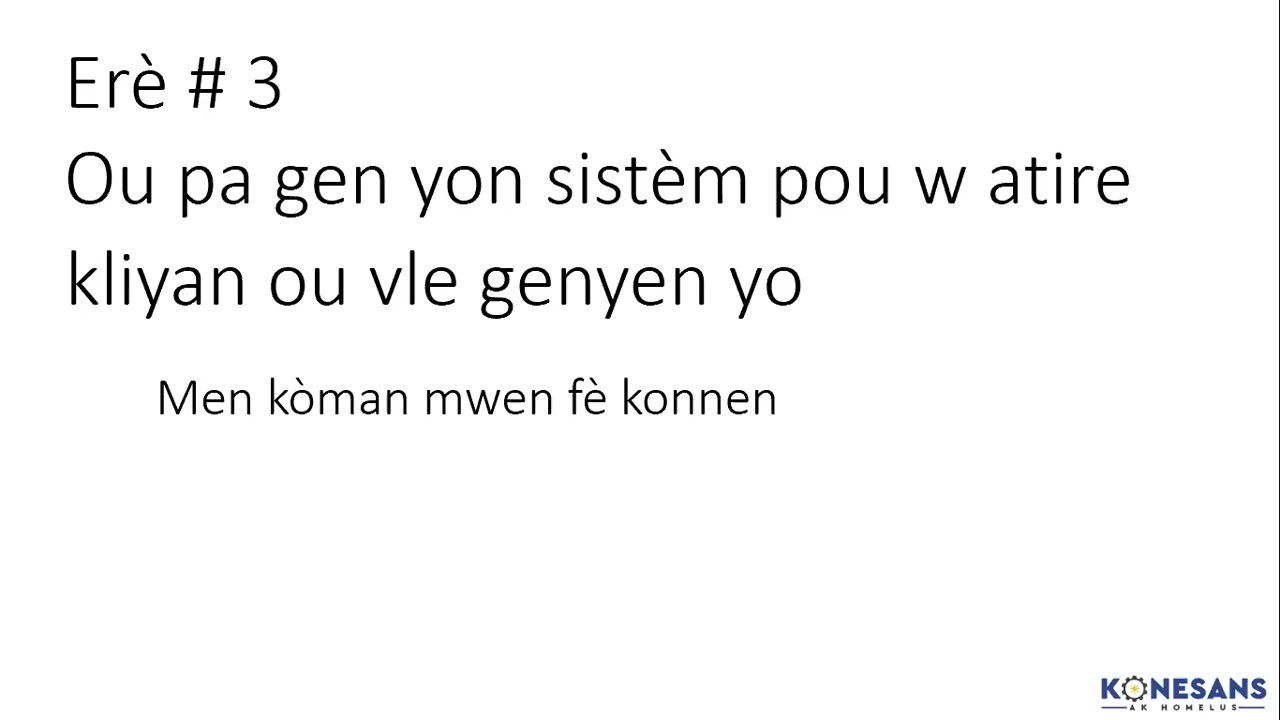 Erè # 3
Ou pa gen yon sistèm pou w atire
kliyan ou vle genyen yo
Men kòman mwen fè konnen
KONESANS
AK HOMELUS